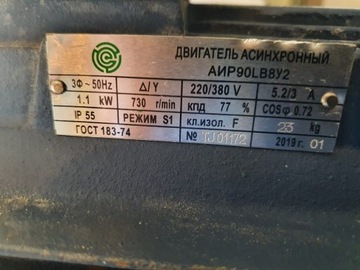 ДВИГАТЕЛЬ АСИНХРОННЫЙ
АИР90LB8У2
3Ф~50Hz Δ/Y 220/380 V 5.2/3 A
1.1 kW 730 r/min КПД 77 % COSφ 0.72
IP 55 РЕЖИМ S1 кл.изол. F 23 kg
ГОСТ 183-74 № 2019 г. 01